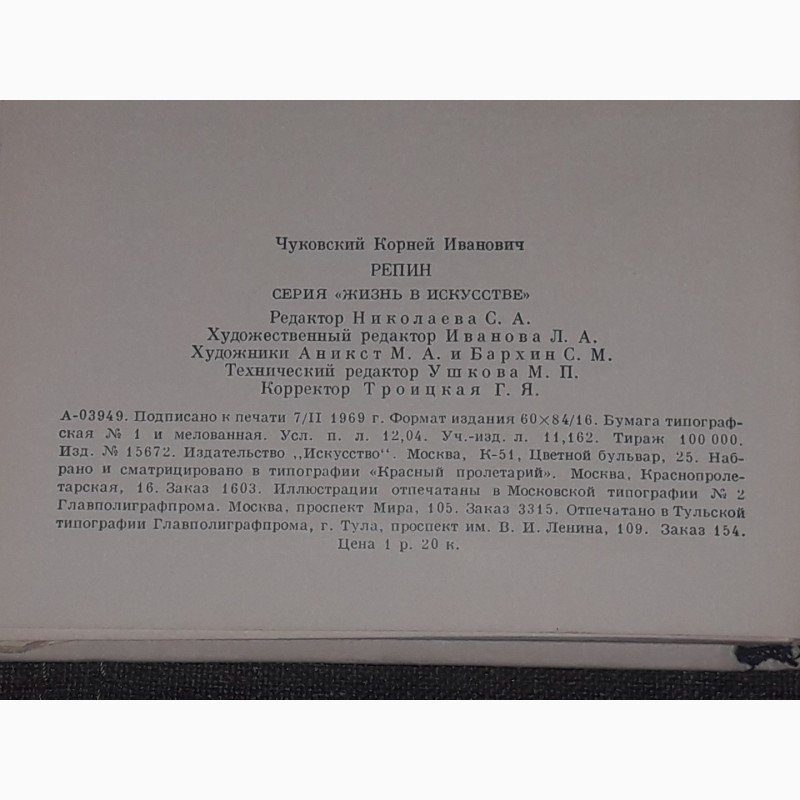 Чуковский Корней Иванович
РЕПИН
СЕРИЯ «ЖИЗНЬ В ИСКУССТВЕ»
Редактор Николаева С. А.
Художественный редактор Иванова Л. А.
Художники Аникст М. А. и Бархин С. М.
Технический редактор Ушкова М. П.
Корректор Троицкая Г. Я.
А-03949. Подписано к печати 7/II 1969 г. Формат издания 60×84/16. Бумага типограф-
ская № 1 и мелованная. Усл. п. л. 12,04. Уч.-изд. л. 11,162. Тираж 100 000.
Изд. № 15672. Издательство „Искусство“. Москва, К-51, Цветной бульвар, 25. Наб-
рано и сматрицировано в типографии «Красный пролетарий». Москва, Краснопроле-
тарская, 16. Заказ 1603. Иллюстрации отпечатаны в Московской типографии № 2
Главполиграфпрома. Москва, проспект Мира, 105. Заказ 3315. Отпечатано в Тульской
типографии Главполиграфпрома, г. Тула, проспект им. В. И. Ленина, 109. Заказ 154.
Цена 1 р. 20 к.